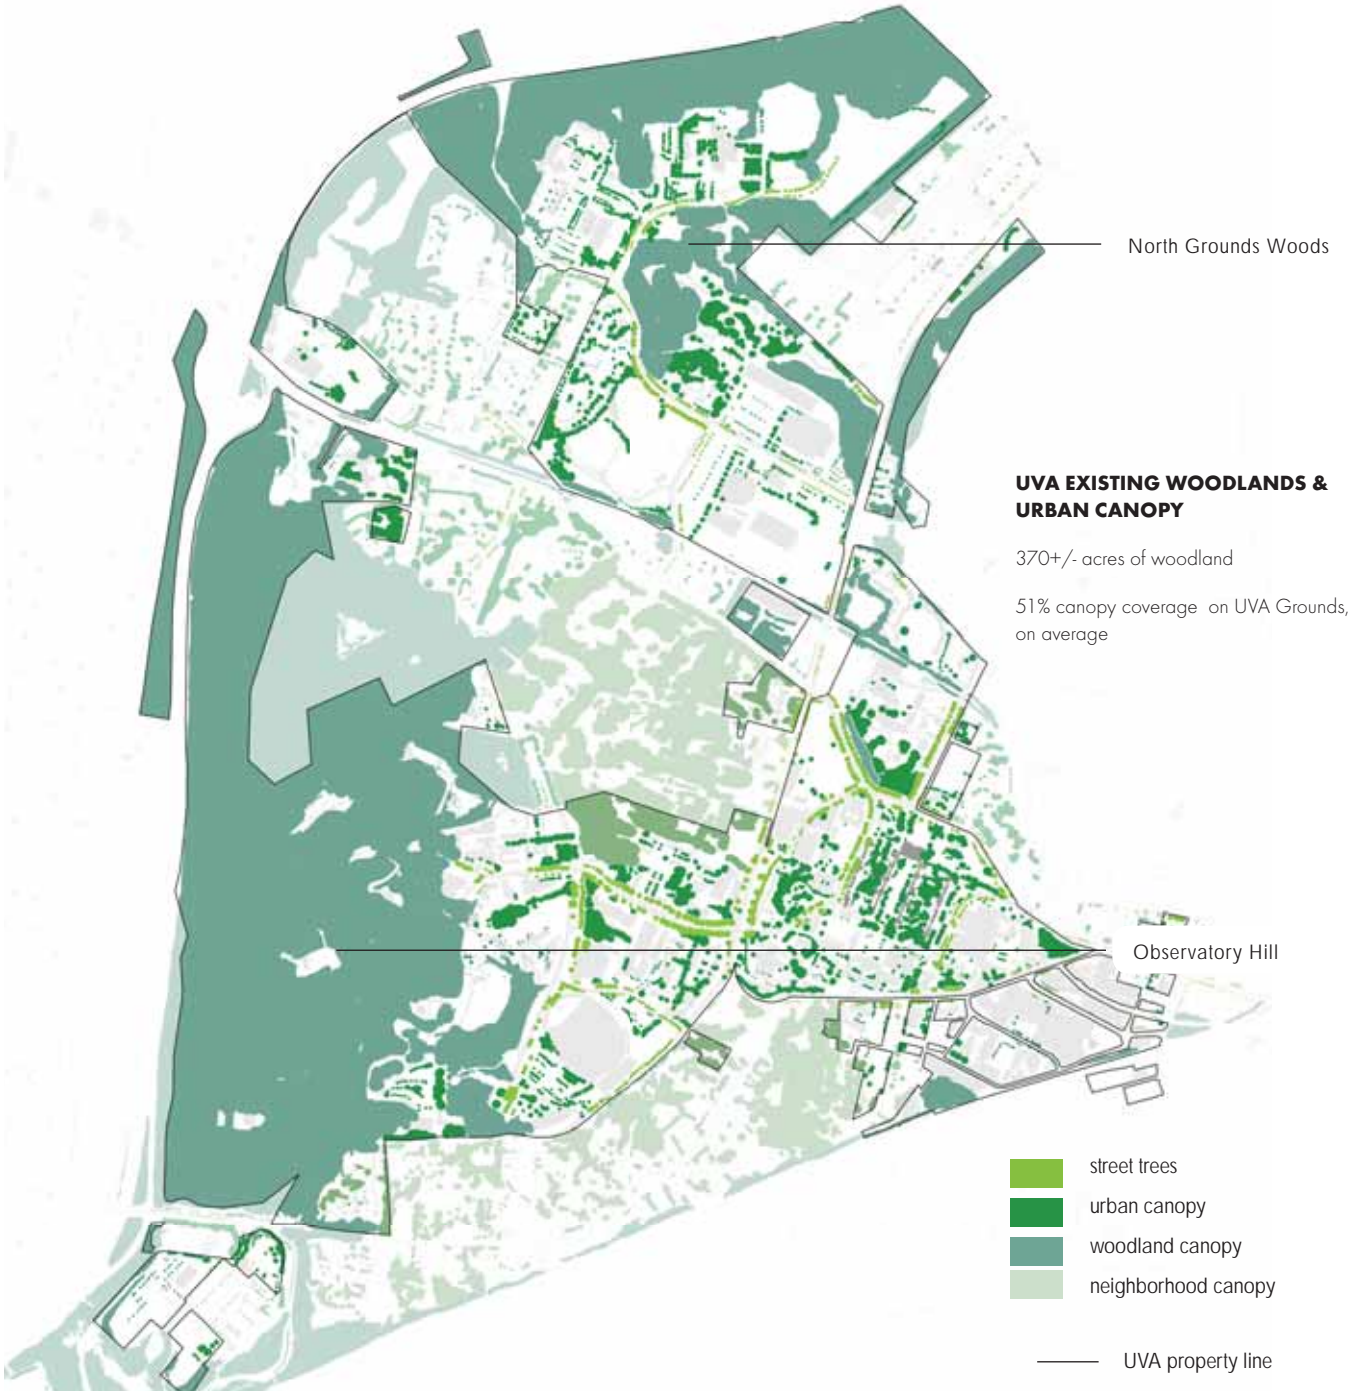 North Grounds Woods
UVA EXISTING WOODLANDS &
URBAN CANOPY
370+/- acres of woodland
51% canopy coverage on UVA Grounds,
on average
Observatory Hill
street trees
urban canopy
woodland canopy
neighborhood canopy
UVA property line